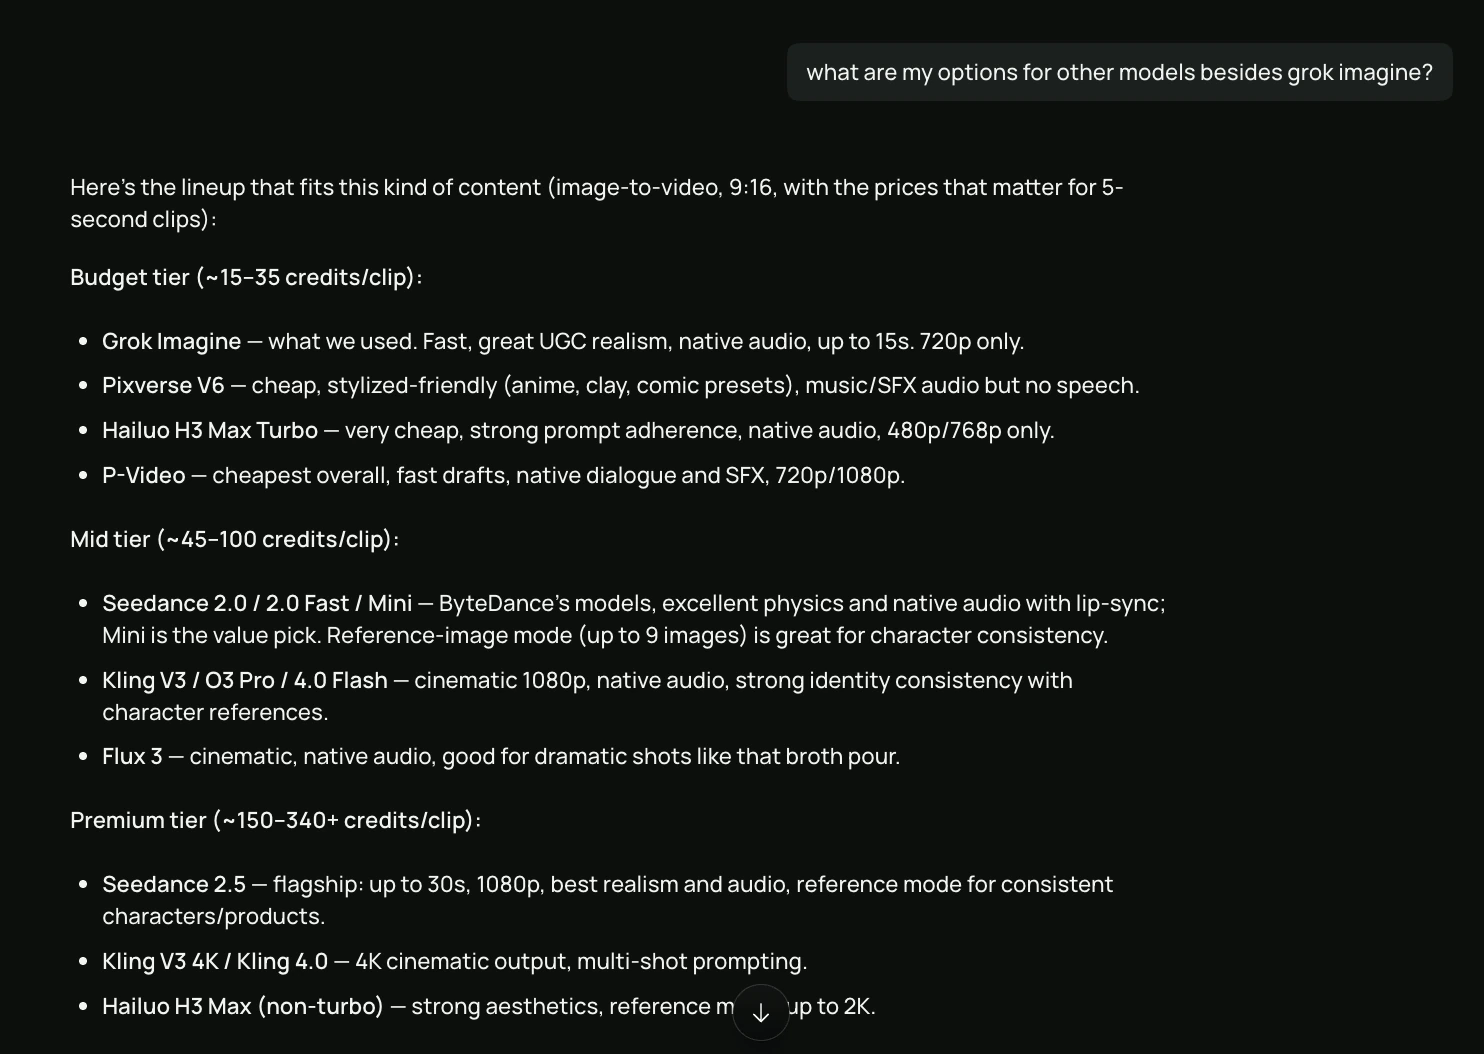 what are my options for other models besides grok imagine?
Here's the lineup that fits this kind of content (image-to-video, 9:16, with the prices that matter for 5-
second clips):
Budget tier (~15–35 credits/clip):
• Grok Imagine — what we used. Fast, great UGC realism, native audio, up to 15s. 720p only.
• Pixverse V6 — cheap, stylized-friendly (anime, clay, comic presets), music/SFX audio but no speech.
• Hailuo H3 Max Turbo — very cheap, strong prompt adherence, native audio, 480p/768p only.
• P-Video — cheapest overall, fast drafts, native dialogue and SFX, 720p/1080p.
Mid tier (~45–100 credits/clip):
• Seedance 2.0 / 2.0 Fast / Mini — ByteDance's models, excellent physics and native audio with lip-sync;
Mini is the value pick. Reference-image mode (up to 9 images) is great for character consistency.
• Kling V3 / O3 Pro / 4.0 Flash — cinematic 1080p, native audio, strong identity consistency with
character references.
• Flux 3 — cinematic, native audio, good for dramatic shots like that broth pour.
Premium tier (~150–340+ credits/clip):
• Seedance 2.5 — flagship: up to 30s, 1080p, best realism and audio, reference mode for consistent
characters/products.
• Kling V3 4K / Kling 4.0 — 4K cinematic output, multi-shot prompting.
• Hailuo H3 Max (non-turbo) — strong aesthetics, reference up to 2K.